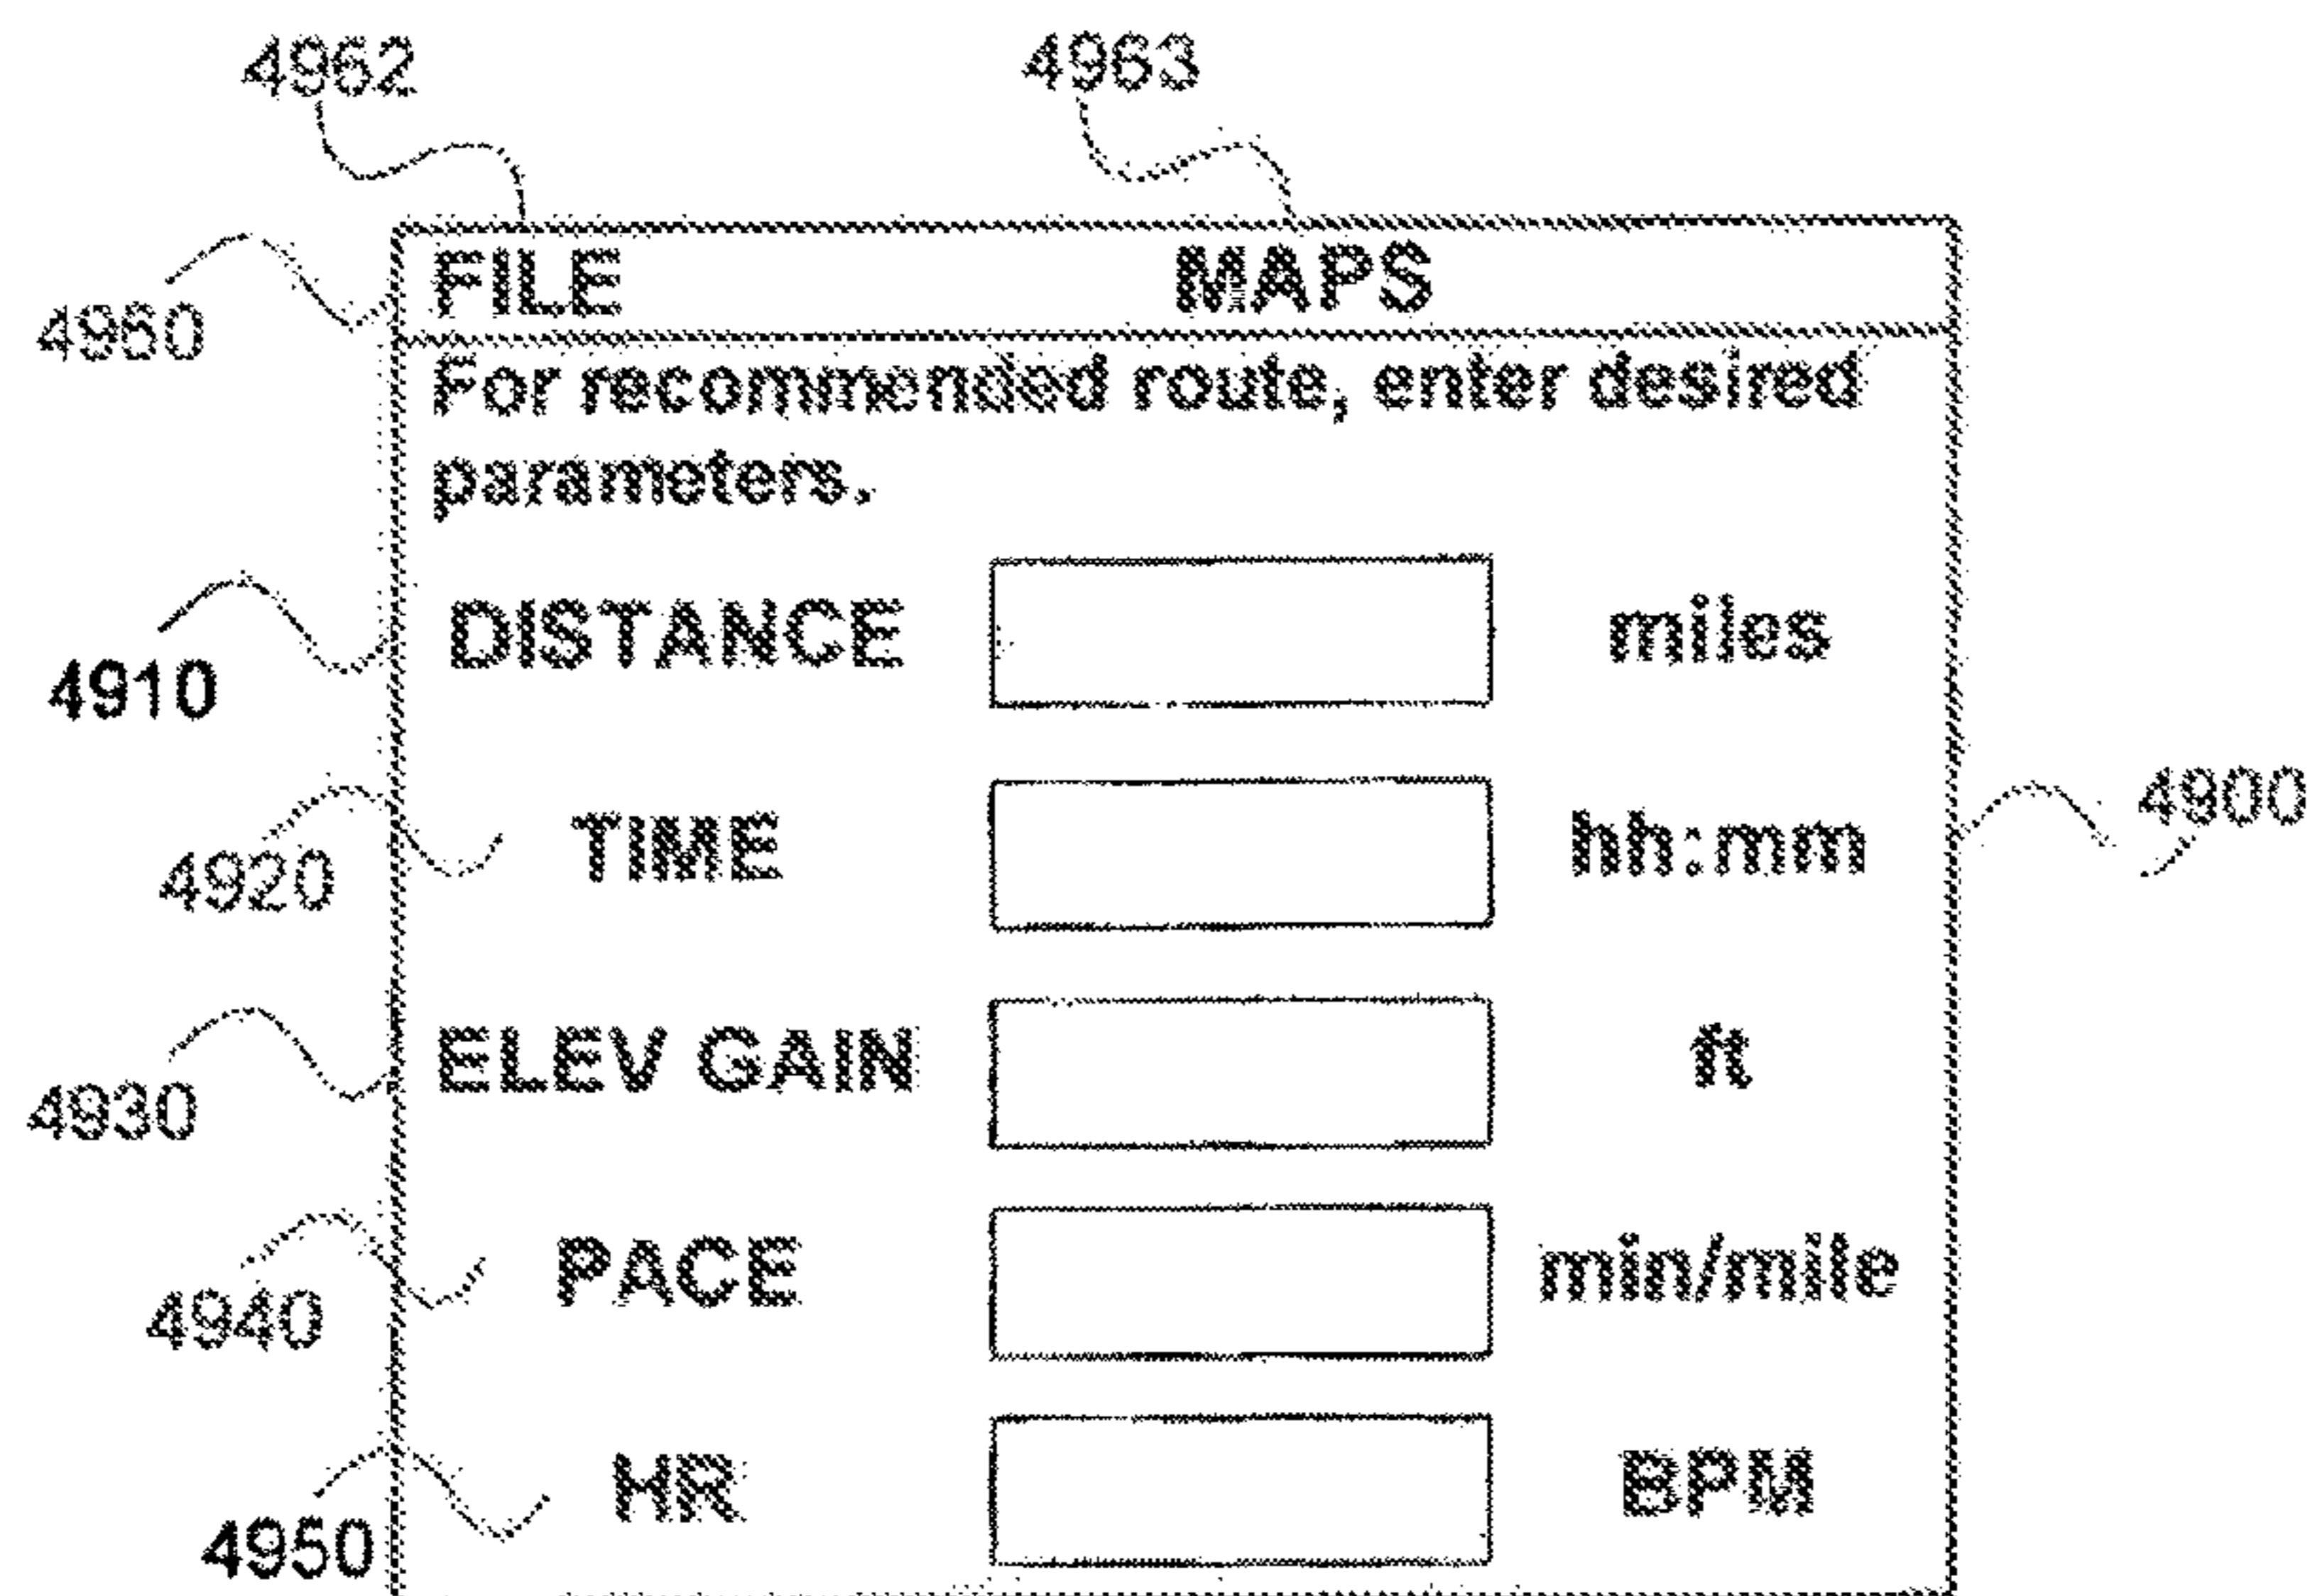 4962 4963
FILE MAPS
4960
For recommended route, enter desired
parameters.
DISTANCE miles
4910
4900
TIME hh:mm
4920
ELEV GAIN ft
4930
PACE min/mile
4940
HR BPM
4950